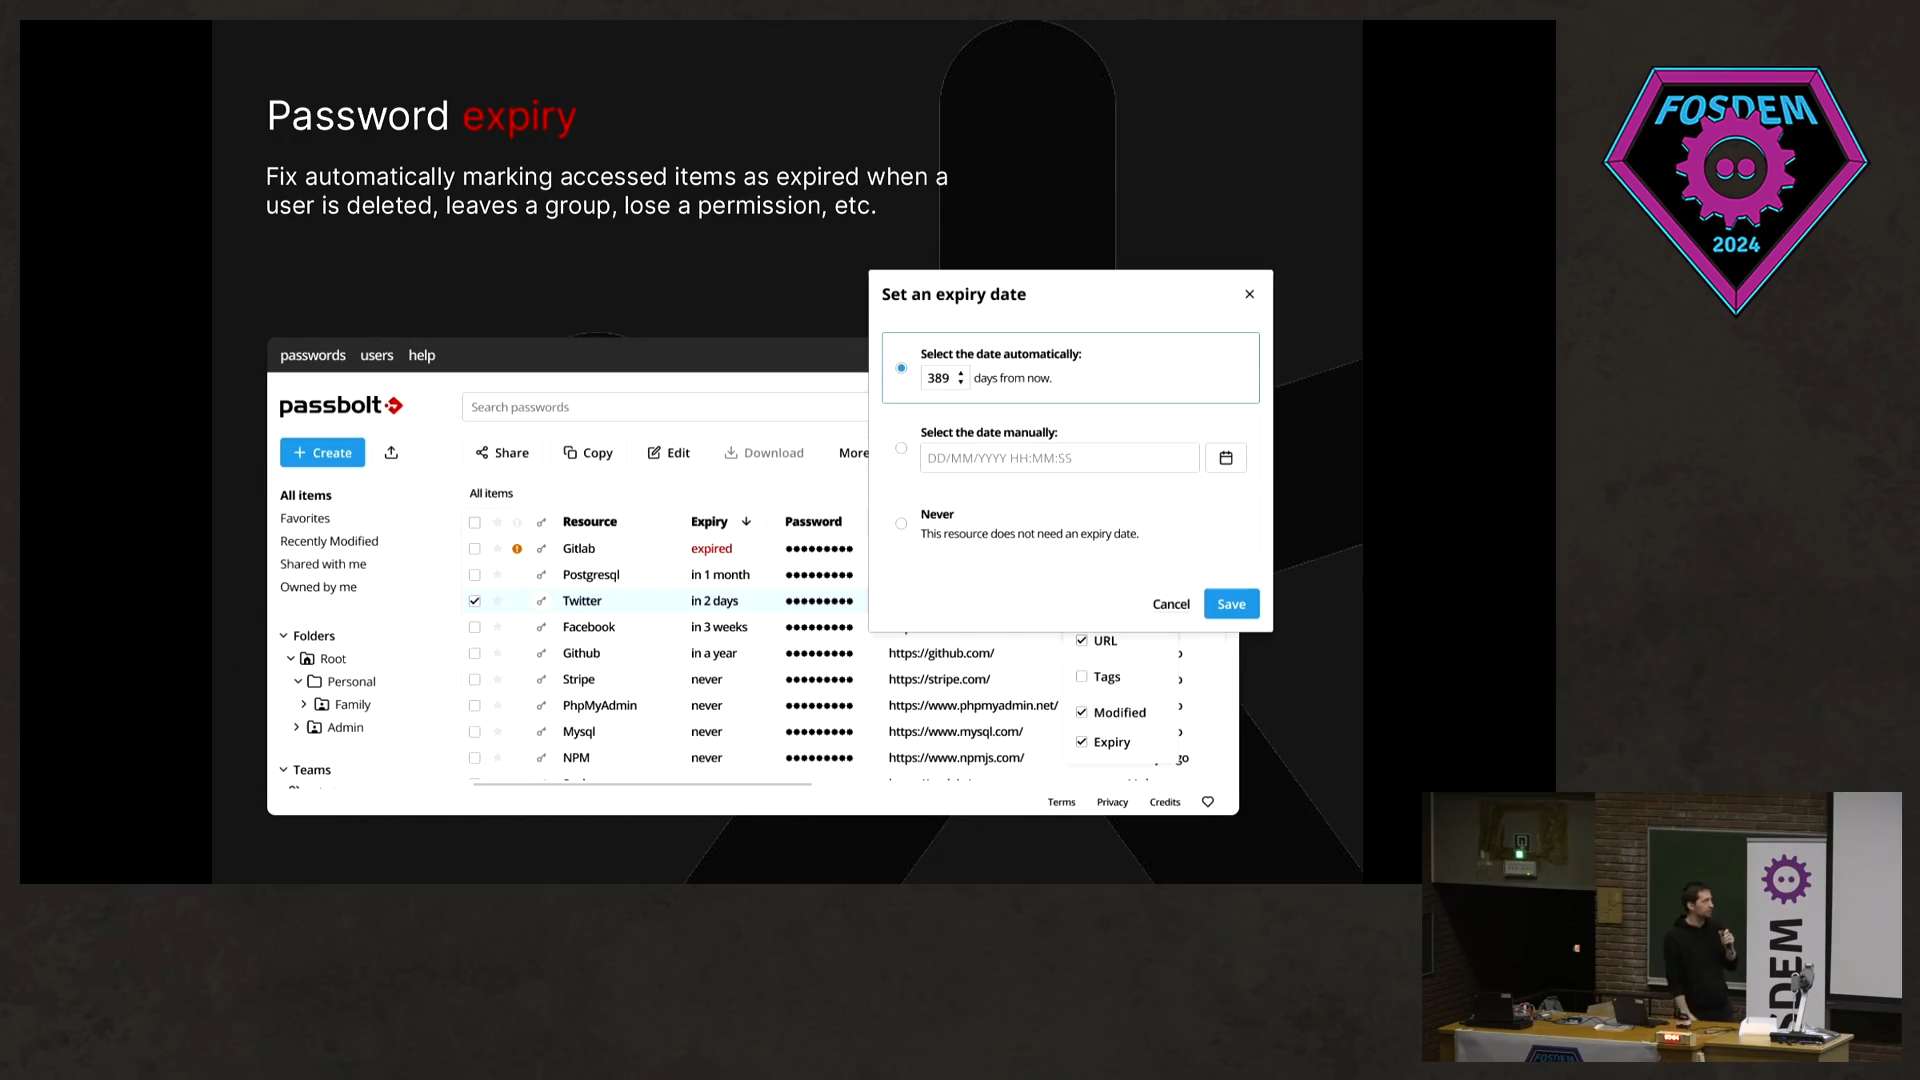 Password expiry
Fix automatically marking accessed items as expired when a
user is deleted, leaves a group, lose a permission, etc.
FOSDEM
2024
Set an expiry date
Select the date automatically:
389 days from now.
Select the date manually:
DD/MM/YYYY HH:MM:SS
Never
This resource does not need an expiry date.
Cancel Save
passwords users help
passbolt
Search passwords
Create
Share Copy Edit Download More
All items
Favorites
Recently Modified
Shared with me
Owned by me
Folders
Root
Personal
Family
Admin
Teams
All items
Resource Expiry Password
Gitlab expired
Postgresql in 1 month
Twitter in 2 days
Facebook in 3 weeks
Github in a year https://github.com/
Stripe never https://stripe.com/
PhpMyAdmin never https://www.phpmyadmin.net/
Mysql never https://www.mysql.com/
NPM never https://www.npmjs.com/
URL
Tags
Modified
Expiry
Terms Privacy Credits
SDEM
FOSDEM